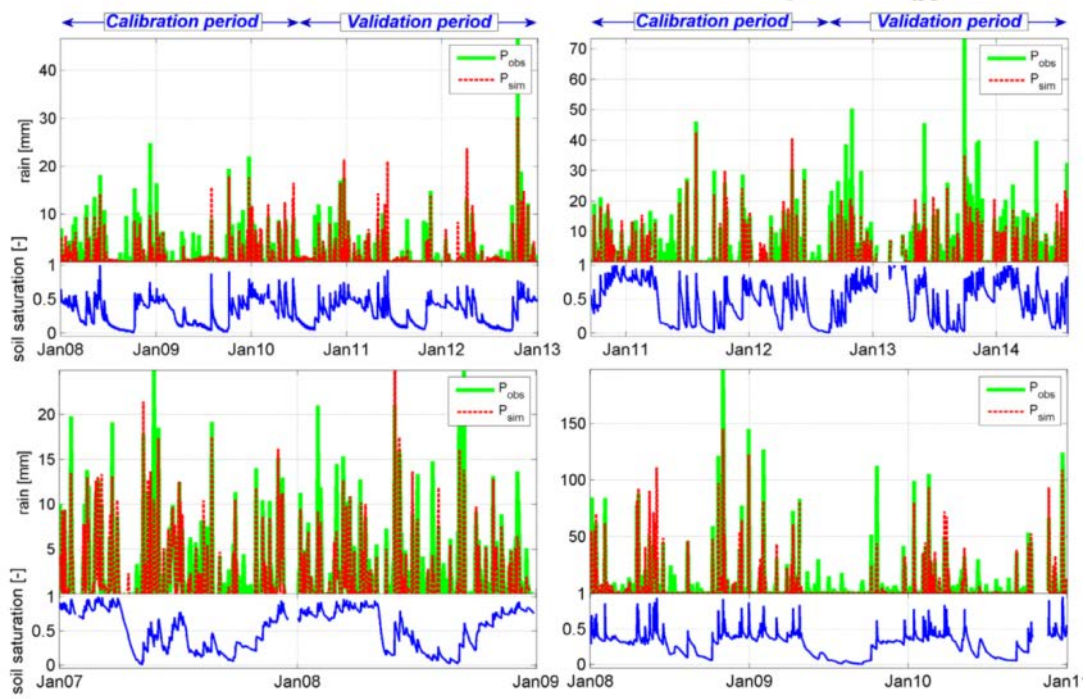 Calibration period Validation period Calibration period Validation period
40
30
20
10
rain [mm]
P_obs
P_sim
1
0.5
0
soil saturation [-]
Jan08 Jan09 Jan10 Jan11 Jan12 Jan13
70
60
50
40
30
20
10
P_obs
P_sim
1
0.5
0
Jan11 Jan12 Jan13 Jan14
20
15
10
5
rain [mm]
P_obs
P_sim
1
0.5
0
soil saturation [-]
Jan07 Jan08 Jan09
150
100
50
P_obs
P_sim
1
0.5
0
Jan08 Jan09 Jan10